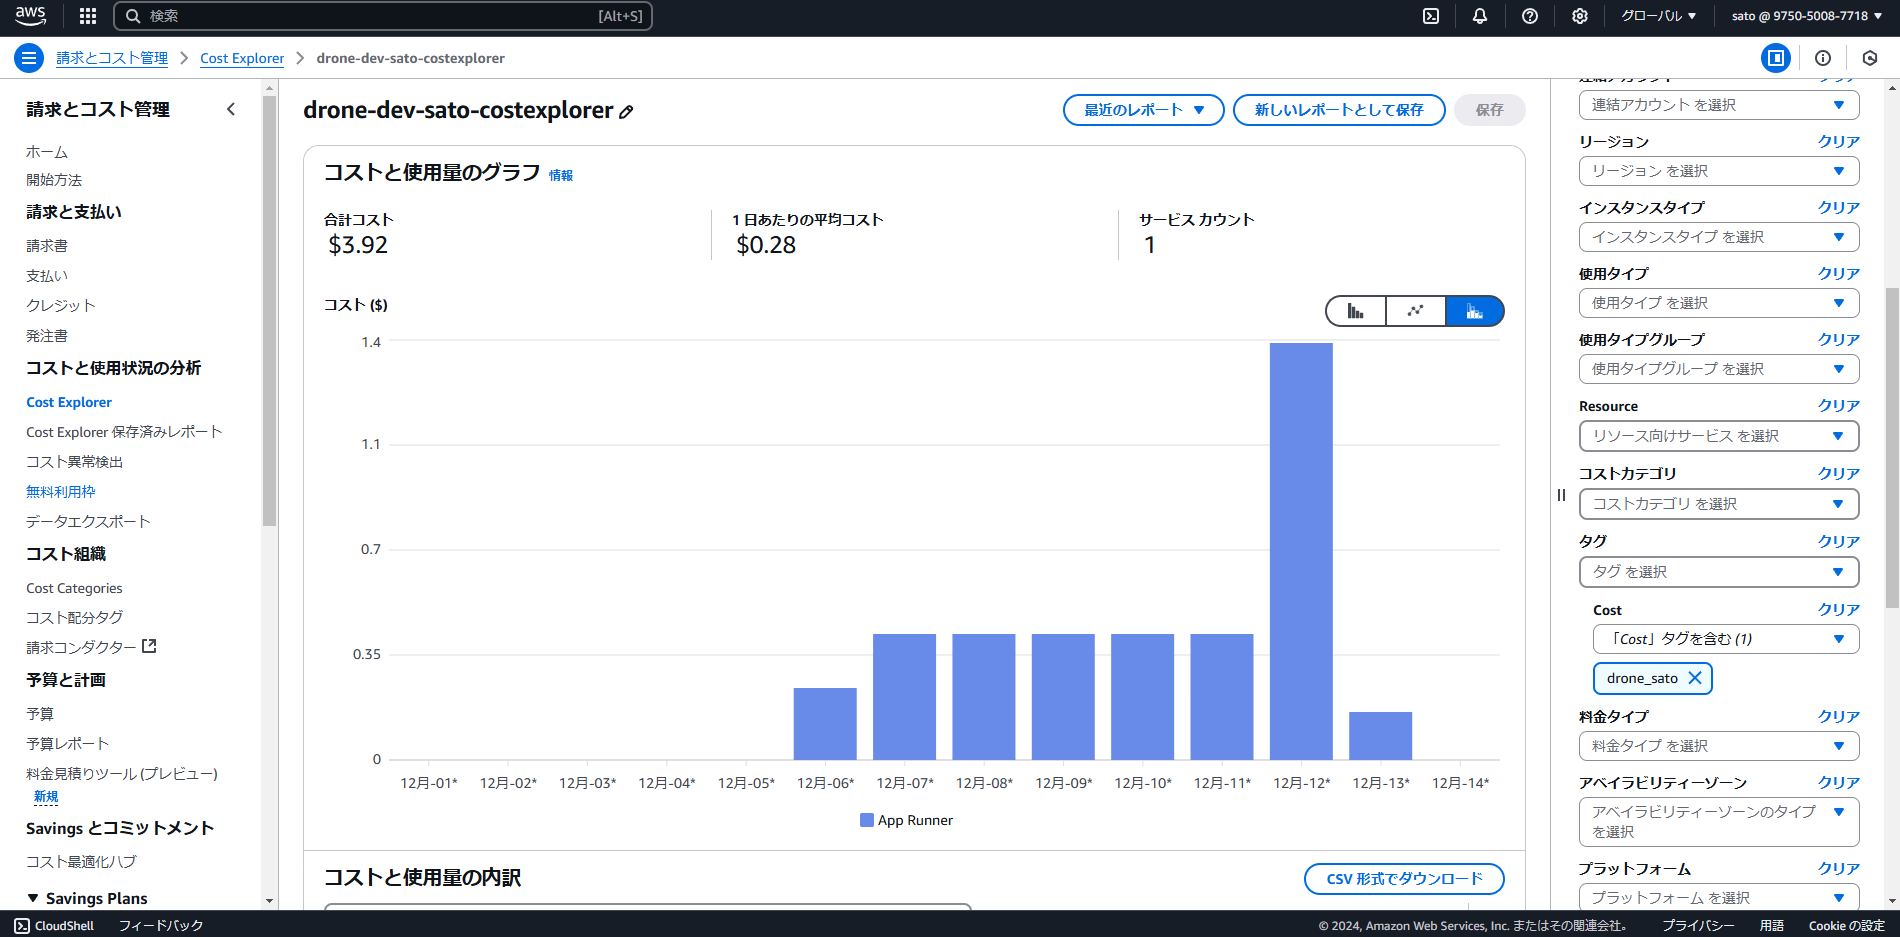 aws
検索
[Alt+S]
グローバル
sato @ 9750-5008-7718
請求とコスト管理
Cost Explorer
drone-dev-sato-costexplorer
請求とコスト管理
ホーム
開始方法
請求と支払い
請求書
支払い
クレジット
発注書
コストと使用状況の分析
Cost Explorer
Cost Explorer 保存済みレポート
コスト異常検出
無料利用枠
データエクスポート
コスト組織
Cost Categories
コスト配分タグ
請求コンダクター
予算と計画
予算
予算レポート
料金見積りツール (プレビュー)
新規
Savings とコミットメント
コスト最適化ハブ
Savings Plans
drone-dev-sato-costexplorer
最近のレポート
新しいレポートとして保存
保存
コストと使用量のグラフ 情報
合計コスト
$3.92
1 日あたりの平均コスト
$0.28
サービス カウント
1
コスト ($)
1.4
1.1
0.7
0.35
0
12月-01*
12月-02*
12月-03*
12月-04*
12月-05*
12月-06*
12月-07*
12月-08*
12月-09*
12月-10*
12月-11*
12月-12*
12月-13*
12月-14*
App Runner
コストと使用量の内訳
CSV 形式でダウンロード
連結アカウント クリア
連結アカウント を選択
リージョン クリア
リージョン を選択
インスタンスタイプ クリア
インスタンスタイプ を選択
使用タイプ クリア
使用タイプ を選択
使用タイプグループ クリア
使用タイプグループ を選択
Resource クリア
リソース向けサービス を選択
コストカテゴリ クリア
コストカテゴリ を選択
タグ クリア
タグ を選択
Cost クリア
「Cost」タグを含む (1)
drone_sato
料金タイプ クリア
料金タイプ を選択
アベイラビリティーゾーン クリア
アベイラビリティーゾーンのタイプ
を選択
プラットフォーム クリア
プラットフォーム を選択
CloudShell
フィードバック
© 2024, Amazon Web Services, Inc. またはその関連会社。
プライバシー
用語
Cookie の設定